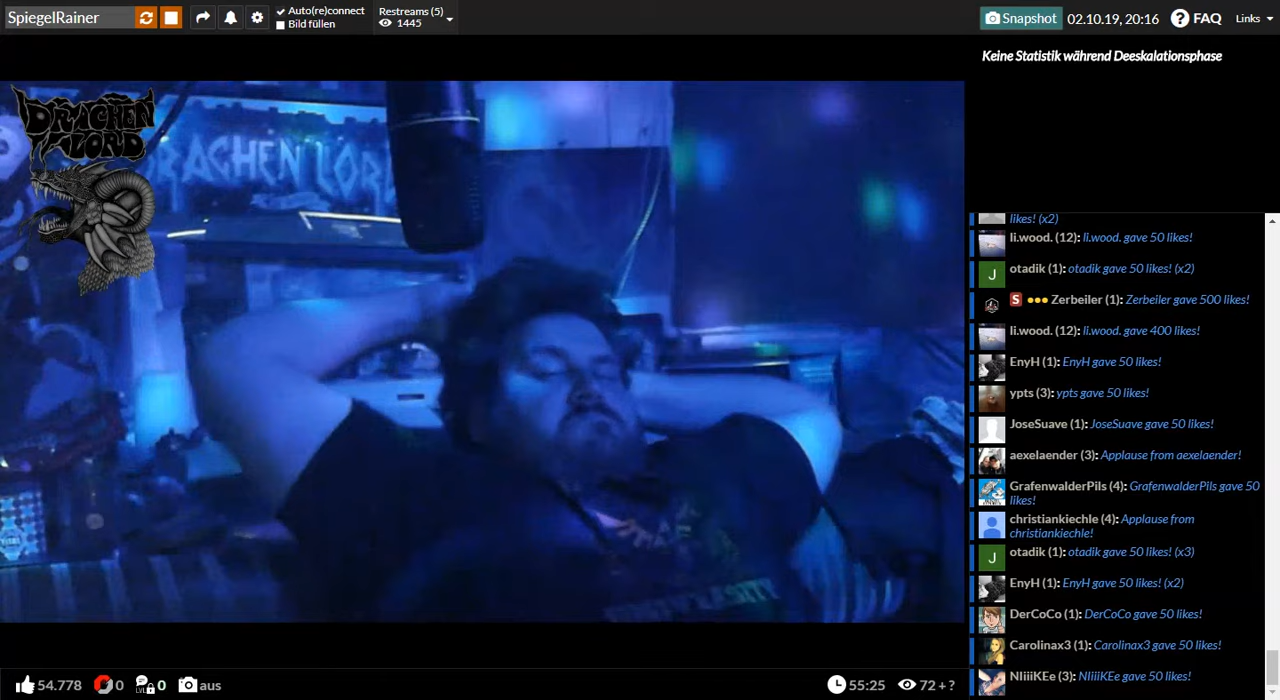 SpiegelRainer
Auto(re)connect
Bild füllen
Restreams (5)
1445
Snapshot
02.10.19, 20:16
FAQ
Links
Keine Statistik während Deeskalationsphase
DRACHEN
LORD
DRACHEN LORD
likes! (x2)
li.wood. (12): li.wood. gave 50 likes!
J
otadik (1): otadik gave 50 likes! (x2)
S ••• Zerbeiler (1): Zerbeiler gave 500 likes!
li.wood. (12): li.wood. gave 400 likes!
EnyH (1): EnyH gave 50 likes!
ypts (3): ypts gave 50 likes!
JoseSuave (1): JoseSuave gave 50 likes!
aexelaender (3): Applause from aexelaender!
GrafenwalderPils (4): GrafenwalderPils gave 50
likes!
christiankiechle (4): Applause from
christiankiechle!
J
otadik (1): otadik gave 50 likes! (x3)
EnyH (1): EnyH gave 50 likes! (x2)
DerCoCo (1): DerCoCo gave 50 likes!
Carolinax3 (1): Carolinax3 gave 50 likes!
NIiiiKEe (3): NIiiiKEe gave 50 likes!
54.778
0
LVL
0
aus
55:25
72 + ?